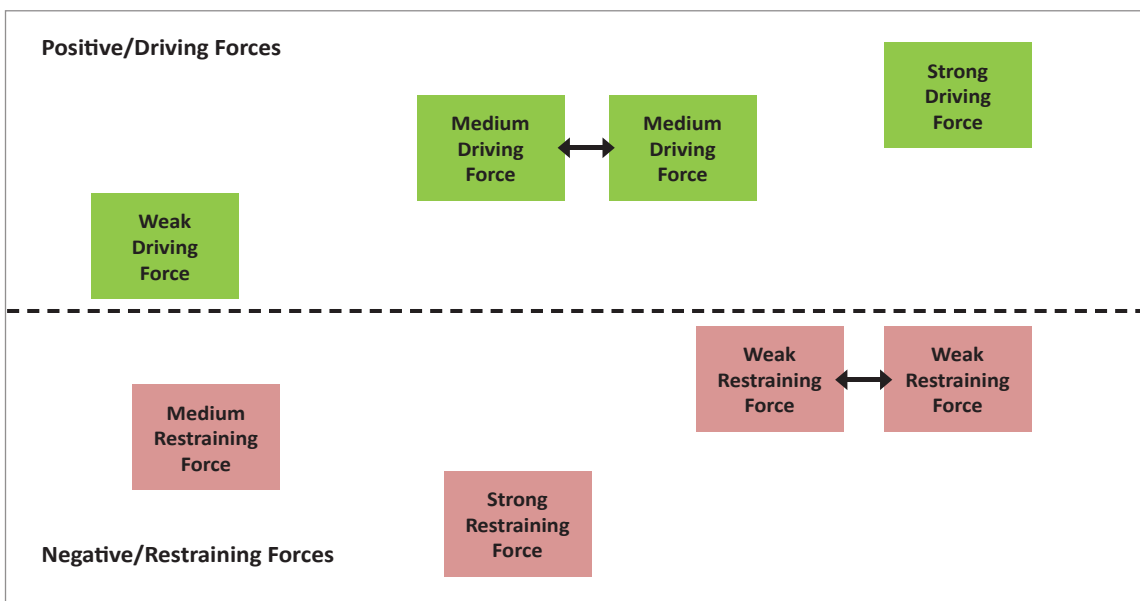 Positive/Driving Forces
Strong
Driving
Force
Medium
Driving
Force
Medium
Driving
Force
Weak
Driving
Force
Weak
Restraining
Force
Weak
Restraining
Force
Medium
Restraining
Force
Strong
Restraining
Force
Negative/Restraining Forces